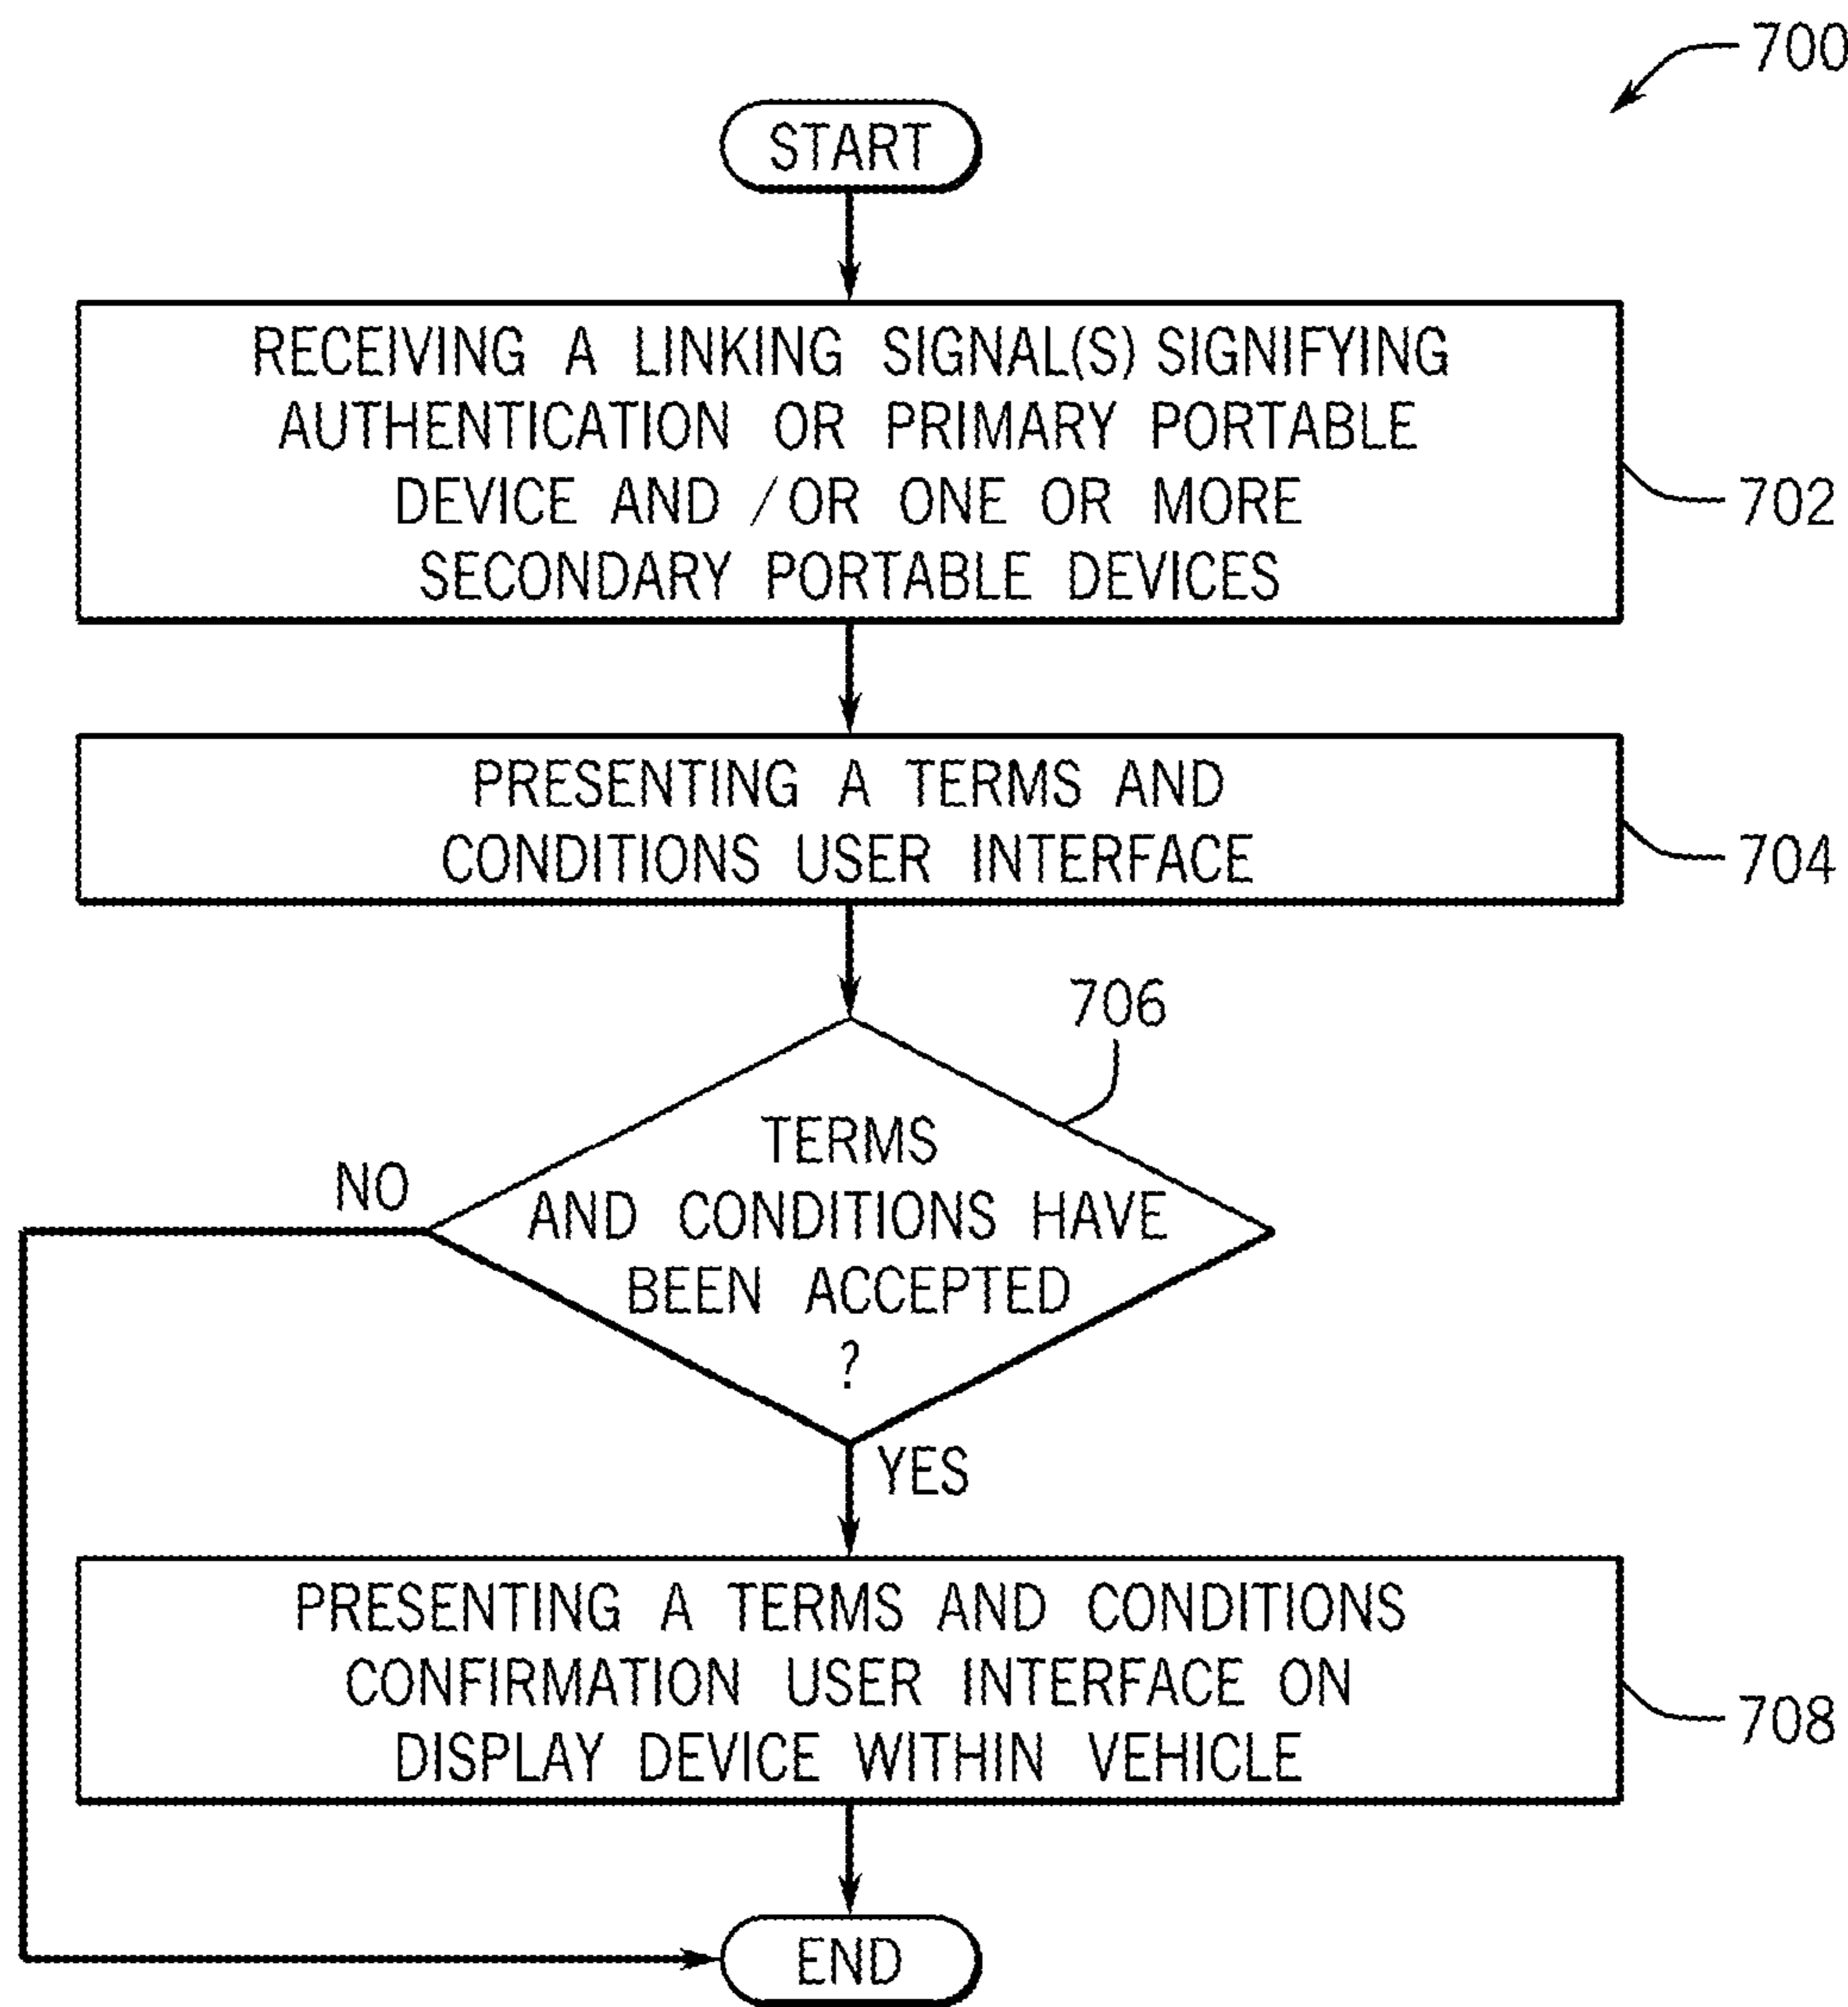 700
START
RECEIVING A LINKING SIGNAL(S) SIGNIFYING
AUTHENTICATION OR PRIMARY PORTABLE
DEVICE AND /OR ONE OR MORE
SECONDARY PORTABLE DEVICES
702
PRESENTING A TERMS AND
CONDITIONS USER INTERFACE
704
706
TERMS
AND CONDITIONS HAVE
BEEN ACCEPTED
?
NO
YES
PRESENTING A TERMS AND CONDITIONS
CONFIRMATION USER INTERFACE ON
DISPLAY DEVICE WITHIN VEHICLE
708
END